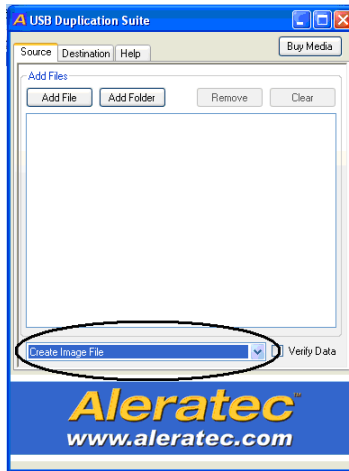 A USB Duplication Suite
Buy Media
Source Destination Help
Add Files
Add File Add Folder Remove Clear
Create Image File Verify Data
Aleratec™
www.aleratec.com